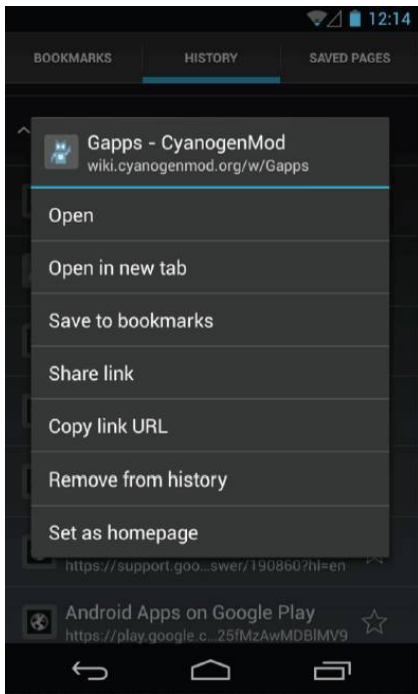 12:14
BOOKMARKS HISTORY SAVED PAGES
Gapps - CyanogenMod
wiki.cyanogenmod.org/w/Gapps
Open
Open in new tab
Save to bookmarks
Share link
Copy link URL
Remove from history
Set as homepage
https://support.goo...swer/190860?hl=en
Android Apps on Google Play
https://play.google.c...25fMzAwMDBlMV9